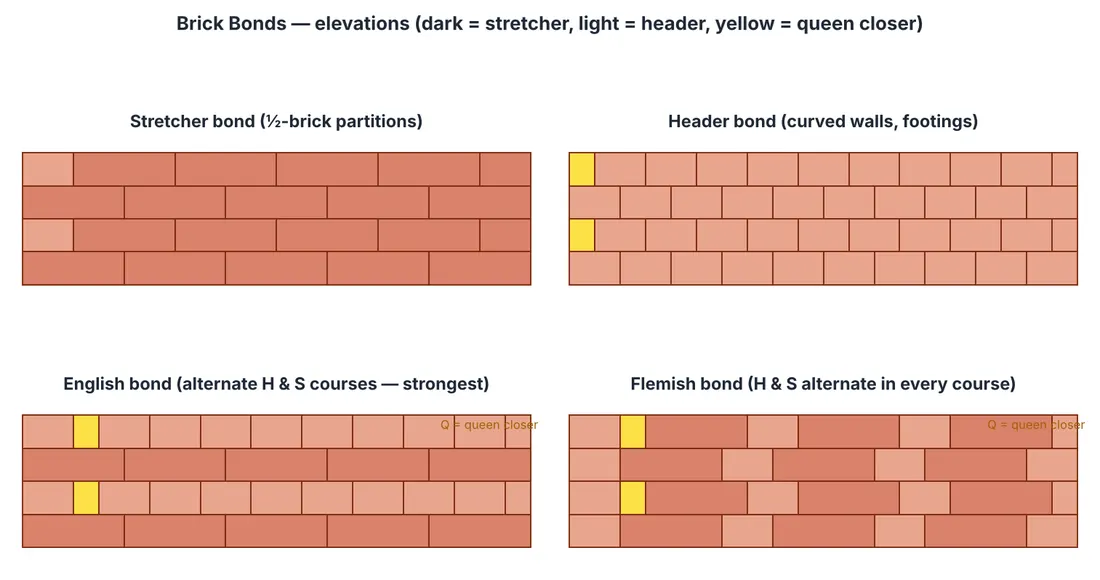 Brick Bonds — elevations (dark = stretcher, light = header, yellow = queen closer)
Stretcher bond (½-brick partitions)
Header bond (curved walls, footings)
English bond (alternate H & S courses — strongest)
Flemish bond (H & S alternate in every course)
Q = queen closer
Q = queen closer